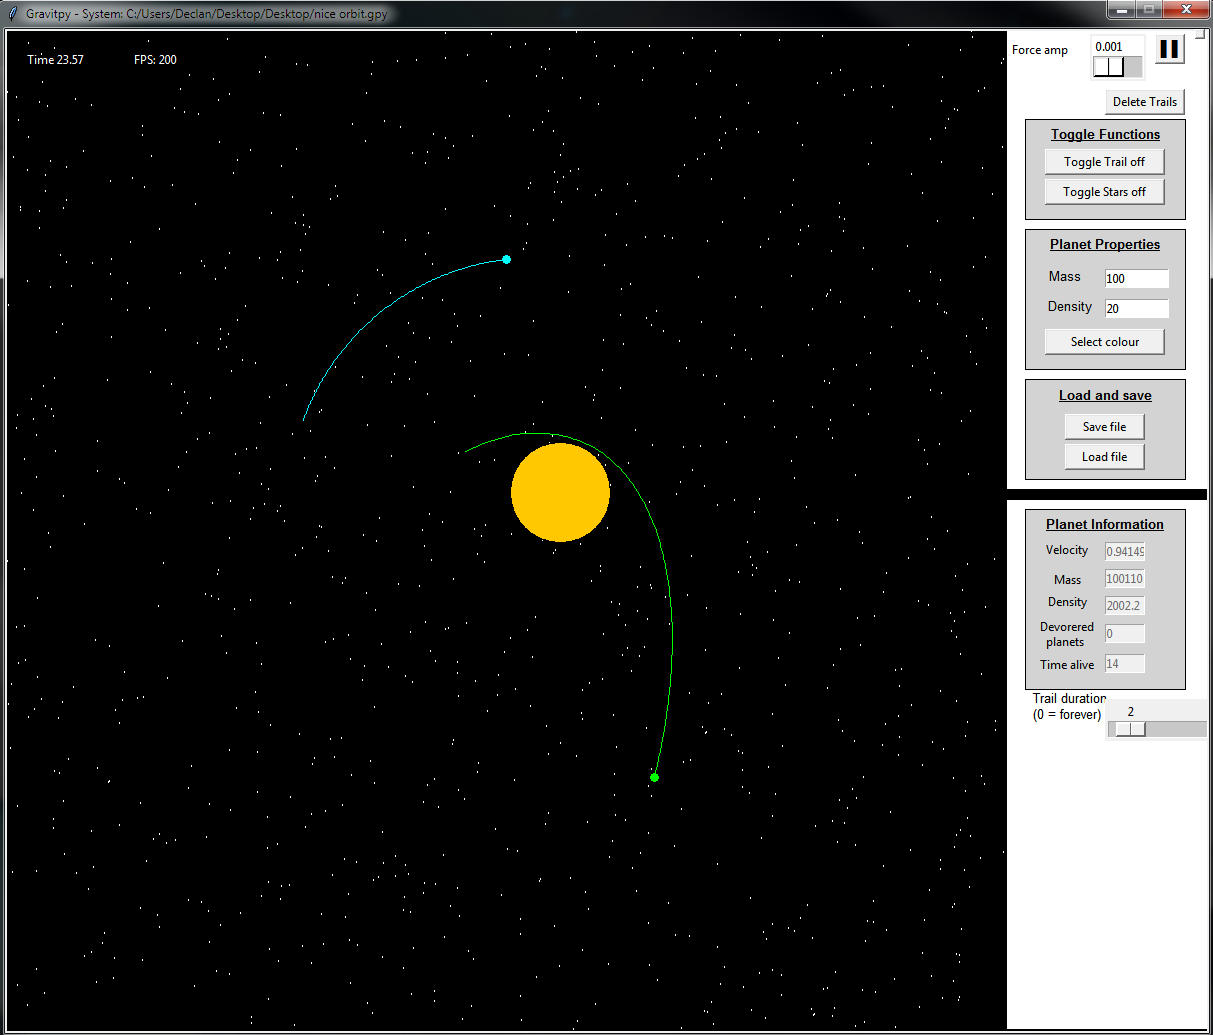 Gravitpy - System: C:/Users/Declan/Desktop/Desktop/nice orbit.gpy
Time 23.57 FPS: 200
Force amp 0.001
Delete Trails
Toggle Functions
Toggle Trail off
Toggle Stars off
Planet Properties
Mass 100
Density 20
Select colour
Load and save
Save file
Load file
Planet Information
Velocity 0.94149
Mass 100110
Density 2002.2
Devorered
planets 0
Time alive 14
Trail duration
(0 = forever) 2